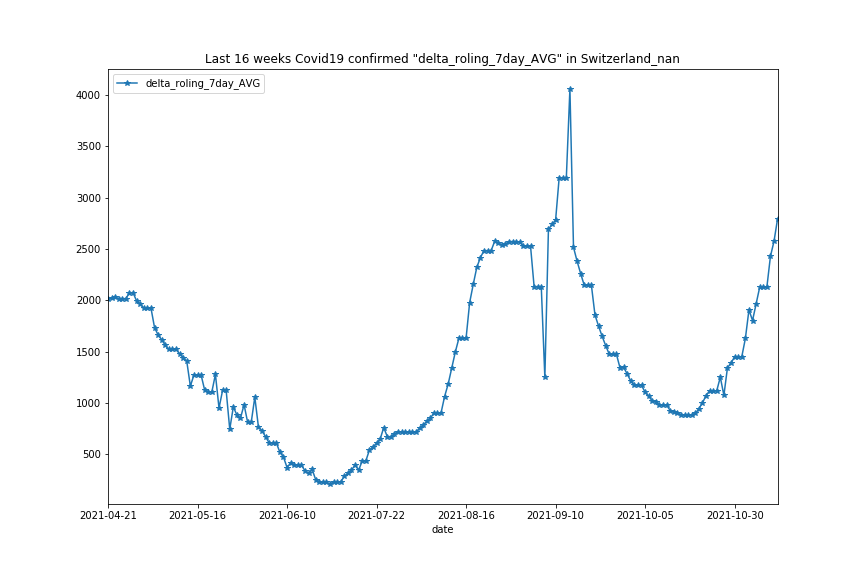 Last 16 weeks Covid19 confirmed "delta_roling_7day_AVG" in Switzerland_nan
delta_roling_7day_AVG
4000
3500
3000
2500
2000
1500
1000
500
2021-04-21 2021-05-16 2021-06-10 2021-07-22 2021-08-16 2021-09-10 2021-10-05 2021-10-30
date